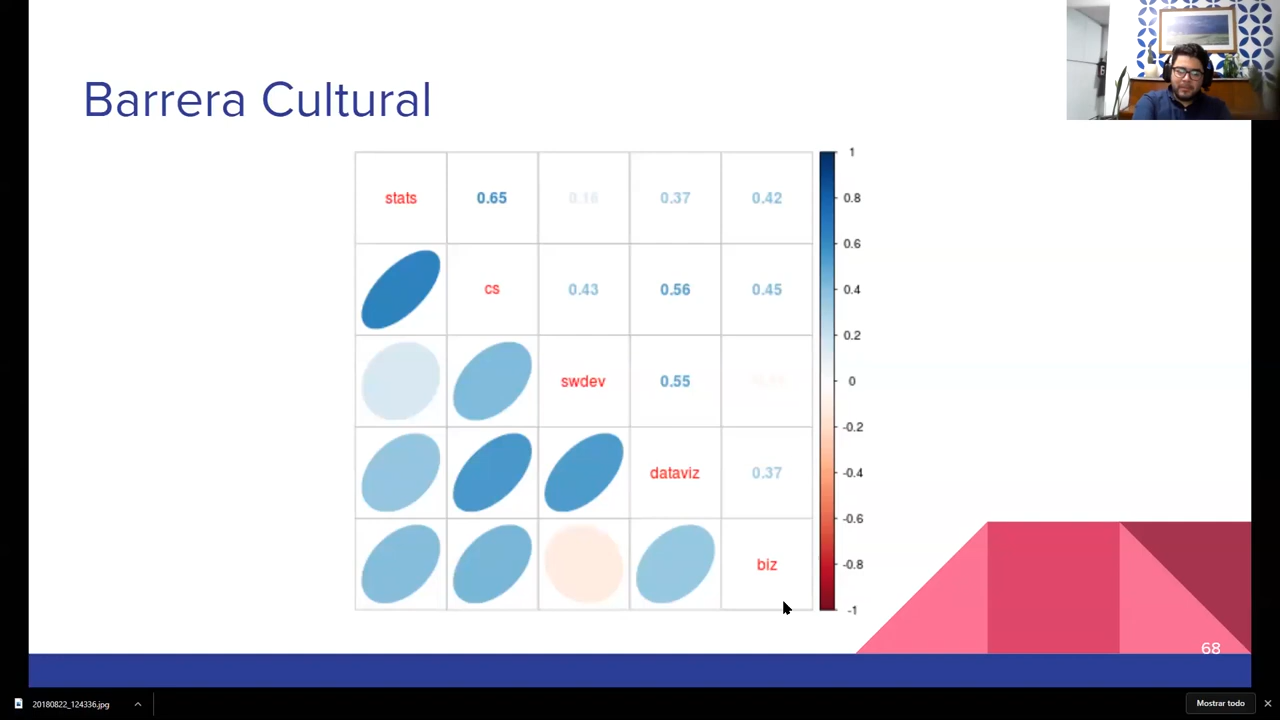 Barrera Cultural
stats 0.65 0.16 0.37 0.42
cs 0.43 0.56 0.45
swdev 0.55
dataviz 0.37
biz
1
0.8
0.6
0.4
0.2
0
-0.2
-0.4
-0.6
-0.8
-1
68
20180822_124336.jpg
Mostrar todo